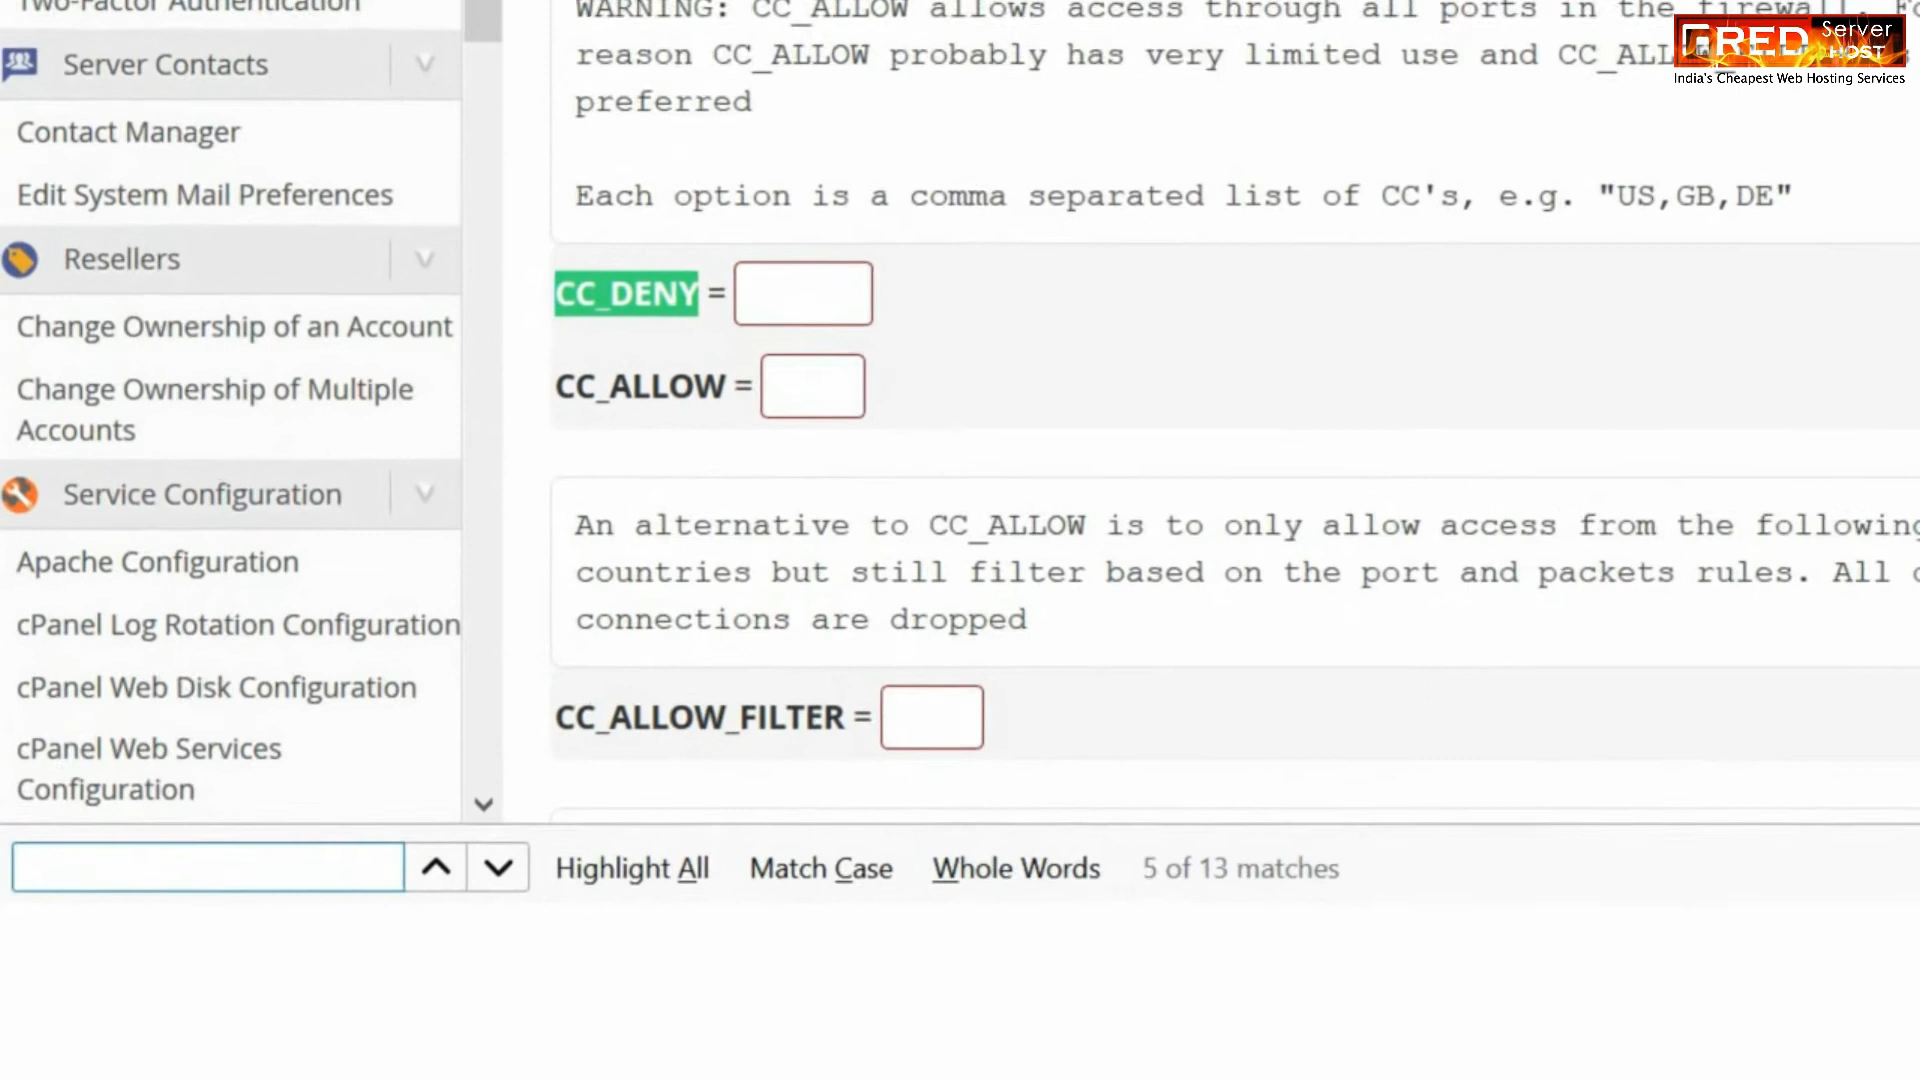 Two-Factor Authentication
Server Contacts
Contact Manager
Edit System Mail Preferences
Resellers
Change Ownership of an Account
Change Ownership of Multiple
Accounts
Service Configuration
Apache Configuration
cPanel Log Rotation Configuration
cPanel Web Disk Configuration
cPanel Web Services
Configuration
WARNING: CC_ALLOW allows access through all ports in the firewall.
reason CC_ALLOW probably has very limited use and
preferred
Each option is a comma separated list of CC's, e.g. "US,GB,DE"
CC_DENY =
CC_ALLOW =
An alternative to CC_ALLOW is to only allow access from the following
countries but still filter based on the port and packets rules. All
connections are dropped
CC_ALLOW_FILTER =
Highlight All Match Case Whole Words 5 of 13 matches
RED Server
HOST
India's Cheapest Web Hosting Services